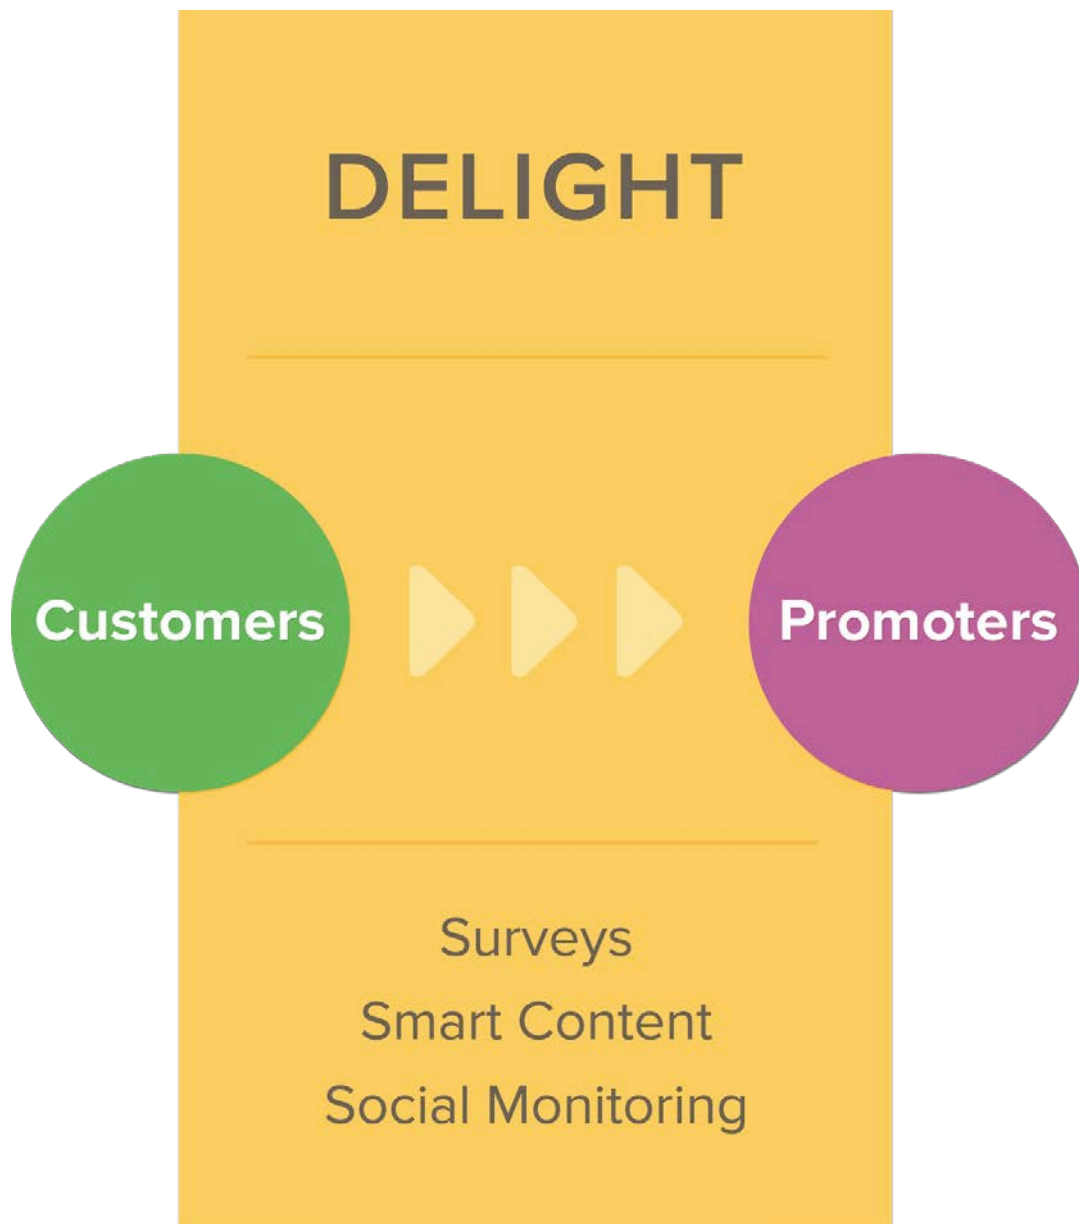 DELIGHT
Customers
Promoters
Surveys
Smart Content
Social Monitoring